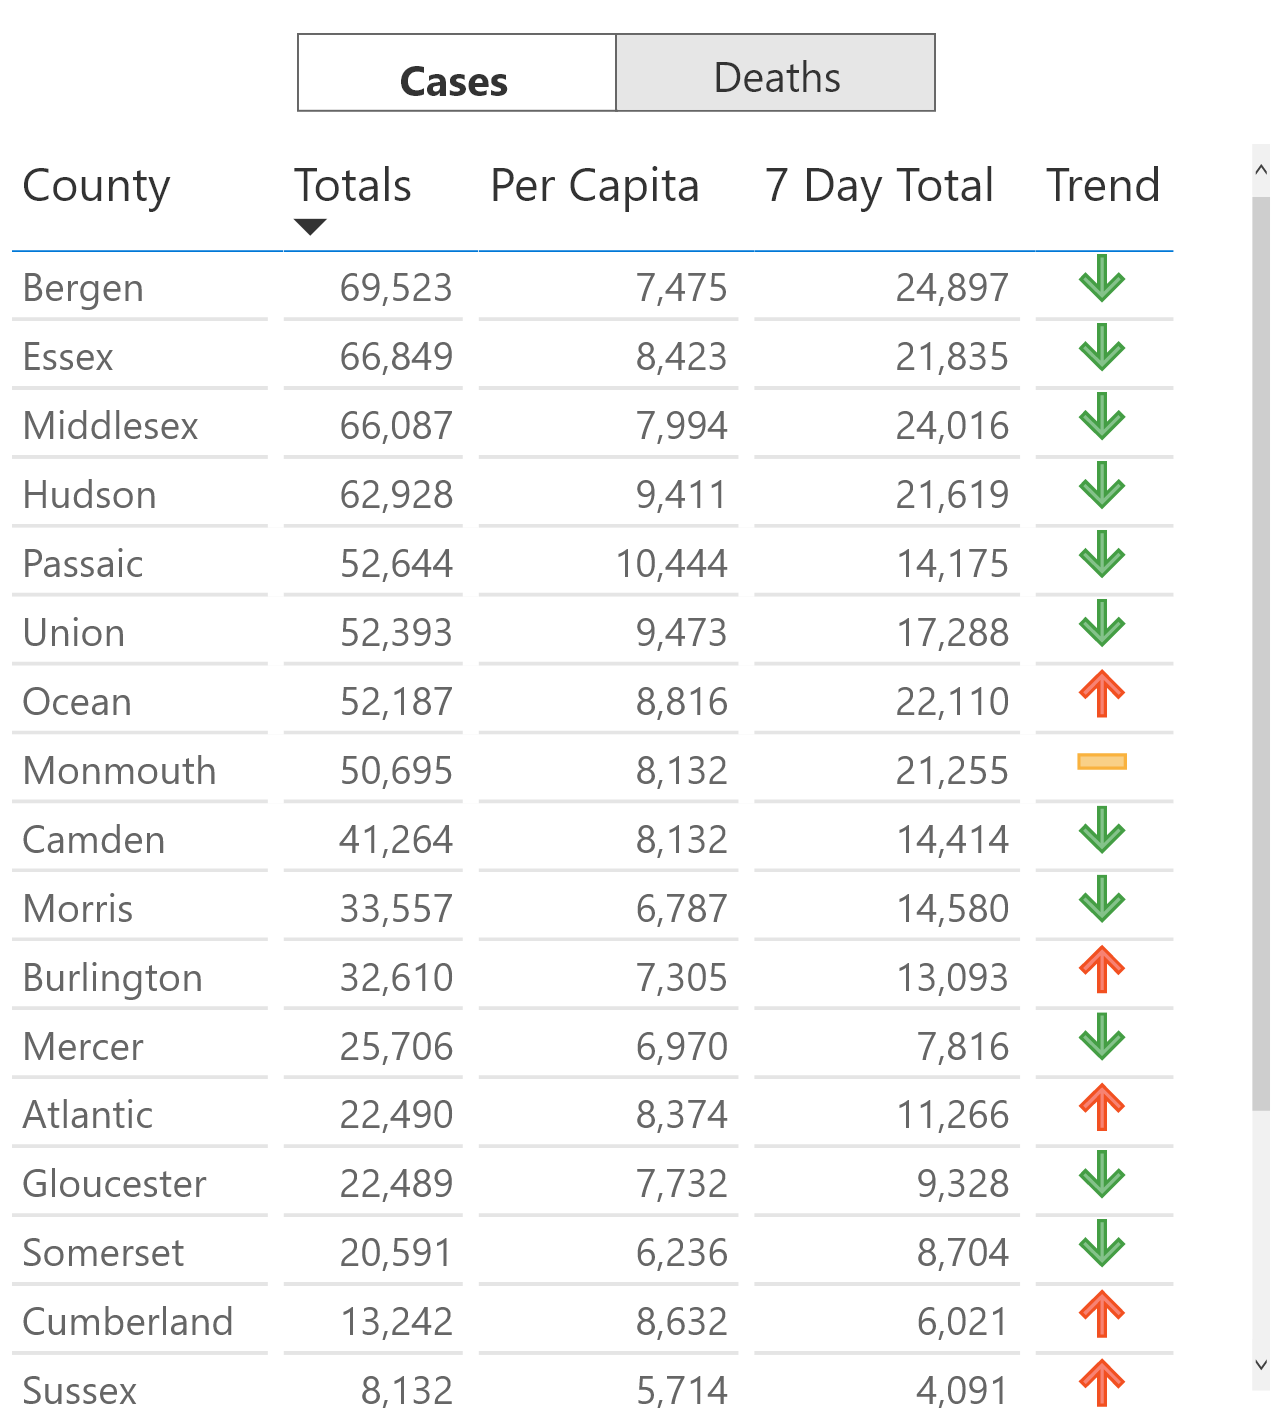 Cases Deaths
County Totals Per Capita 7 Day Total Trend
Bergen 69,523 7,475 24,897
Essex 66,849 8,423 21,835
Middlesex 66,087 7,994 24,016
Hudson 62,928 9,411 21,619
Passaic 52,644 10,444 14,175
Union 52,393 9,473 17,288
Ocean 52,187 8,816 22,110
Monmouth 50,695 8,132 21,255
Camden 41,264 8,132 14,414
Morris 33,557 6,787 14,580
Burlington 32,610 7,305 13,093
Mercer 25,706 6,970 7,816
Atlantic 22,490 8,374 11,266
Gloucester 22,489 7,732 9,328
Somerset 20,591 6,236 8,704
Cumberland 13,242 8,632 6,021
Sussex 8,132 5,714 4,091